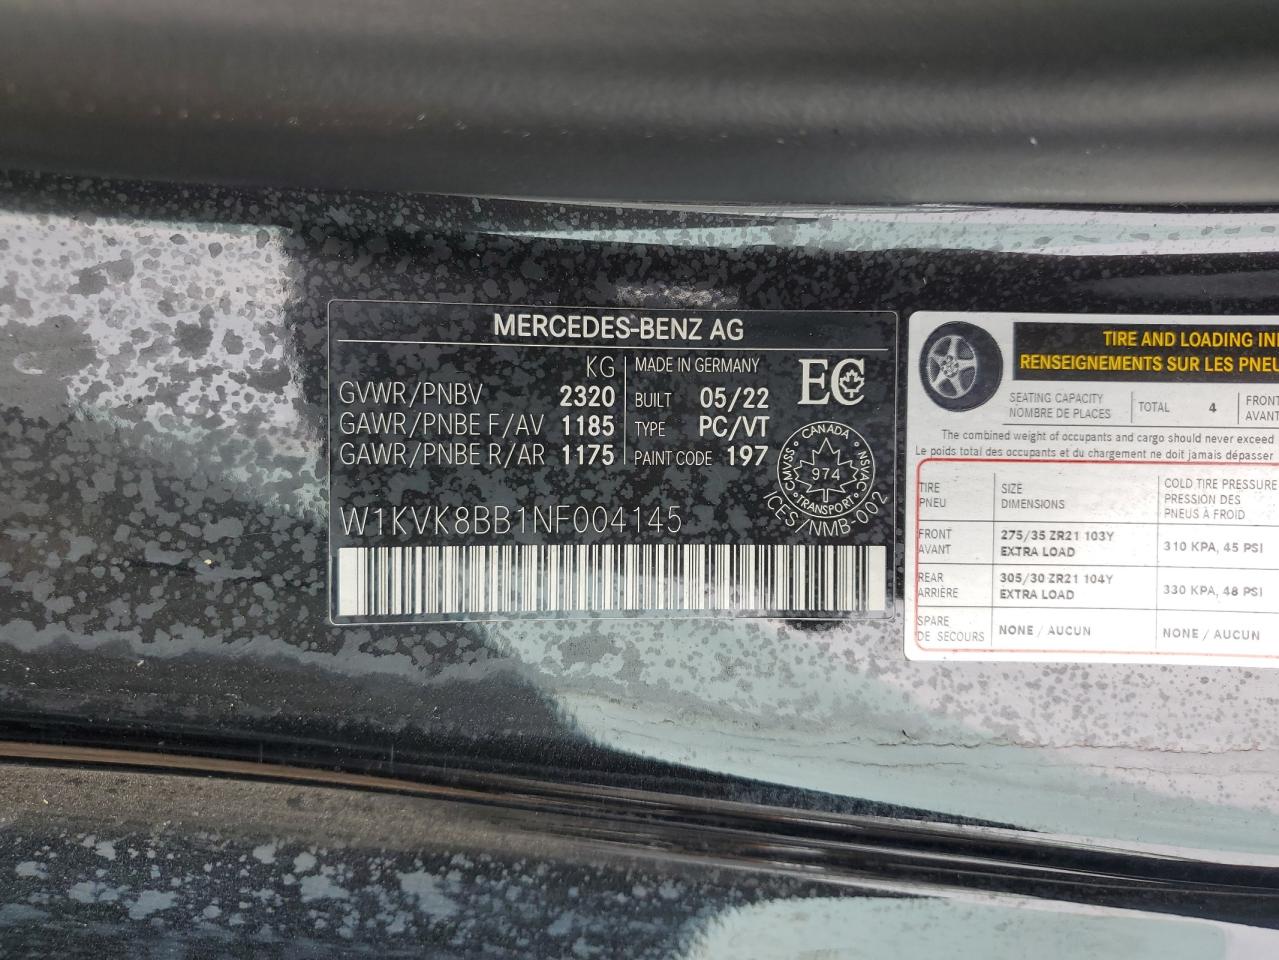 MERCEDES-BENZ AG
KG
GVWR/PNBV 2320
GAWR/PNBE F/AV 1185
GAWR/PNBE R/AR 1175
MADE IN GERMANY
BUILT 05/22
TYPE PC/VT
PAINT CODE 197
EC
CANADA
CMVSS 974 NSVAC
TRANSPORT
ICES/NMB-002
W1KVK8BB1NF004145
TIRE AND LOADING
RENSEIGNEMENTS SUR LES
SEATING CAPACITY
NOMBRE DE PLACES
TOTAL 4
FRONT
AVANT
The combined weight of occupants and cargo should never exceed
Le poids total des occupants et du chargement ne doit jamais dépasser
TIRE
PNEU
SIZE
DIMENSIONS
COLD TIRE PRESSURE
PRESSION DES
PNEUS À FROID
FRONT
AVANT
275/35 ZR21 103Y
EXTRA LOAD
310 KPA, 45 PSI
REAR
ARRIÈRE
305/30 ZR21 104Y
EXTRA LOAD
330 KPA, 48 PSI
SPARE
DE SECOURS
NONE / AUCUN
NONE / AUCUN